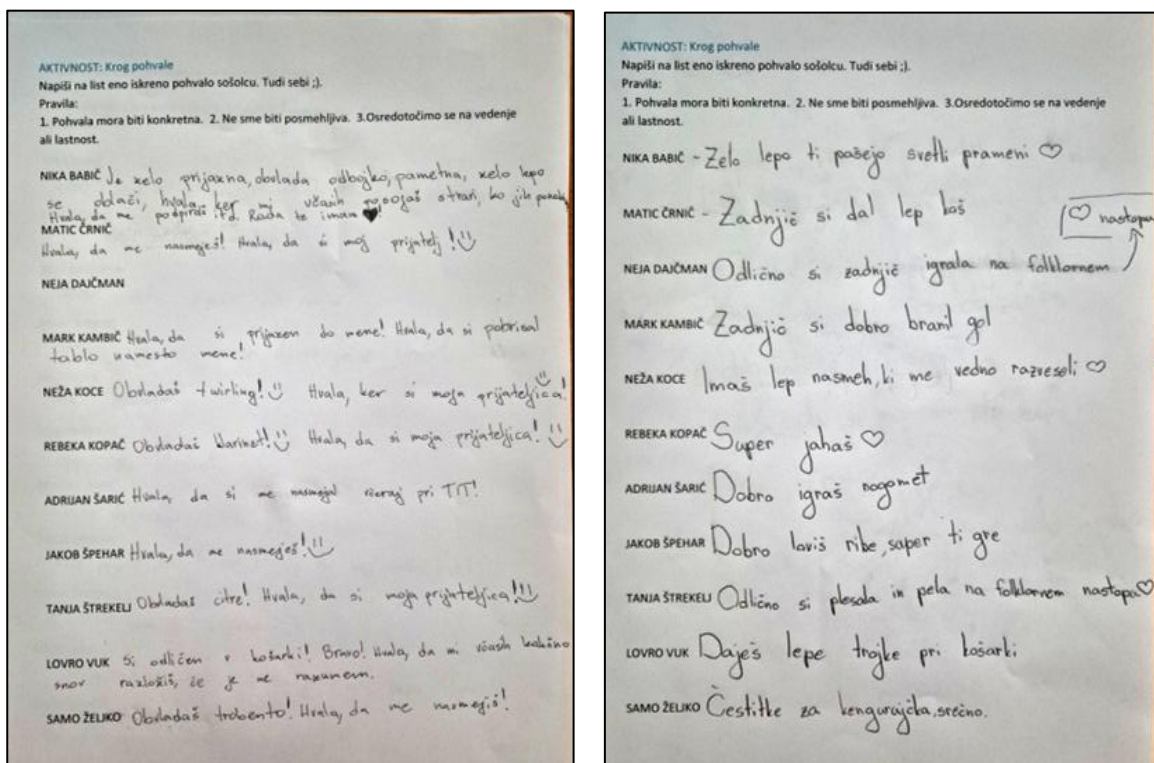 AKTIVNOST: Krog pohvale
Napiši na list eno iskreno pohvalo sošolcu. Tudi sebi ;).
Pravila:
1. Pohvala mora biti konkretna. 2. Ne sme biti posmehljiva. 3.Osredotočimo se na vedenje
ali lastnost.
NIKA BABIČ Je zelo prijazna, obvlada odbojko, pametna, zelo lepo
se oblači, hvala, ker mi včasih stvari, ko jih
Hvala, da me podpiraš itd. Rada te imam ♥!
MATIC ČRNIČ
Hvala, da me nasmeješ! Hvala, da si moj prijatelj!
NEJA DAJČMAN
MARK KAMBIČ Hvala, da si prijazen do mene! Hvala, da si pobrisal
tablo namesto mene!
NEŽA KOCE Obvladaš twirling! Hvala, ker si moja prijateljica!
REBEKA KOPAČ Obvladaš klarinet! Hvala, da si moja prijateljica!
ADRIJAN ŠARIĆ Hvala, da si me nasmejal včeraj pri TIT!
JAKOB ŠPEHAR Hvala, da me nasmeješ!
TANJA ŠTREKELJ Obvladaš citre! Hvala, da si moja prijateljica!!!
LOVRO VUK Si odličen v košarki! Bravo! Hvala, da mi včasih kakšno
snov razložiš, če je ne razumem.
SAMO ŽELJKO Obvladaš trobento! Hvala, da me nasmejiš!
AKTIVNOST: Krog pohvale
Napiši na list eno iskreno pohvalo sošolcu. Tudi sebi ;).
Pravila:
1. Pohvala mora biti konkretna. 2. Ne sme biti posmehljiva. 3.Osredotočimo se na vedenje
ali lastnost.
NIKA BABIČ - Zelo lepo ti pašejo svetli prameni ♡
MATIC ČRNIČ - Zadnjič si dal lep koš
NEJA DAJČMAN Odlično si zadnjič igrala na folklornem
♡ nastopu
MARK KAMBIČ Zadnjič si dobro branil gol
NEŽA KOCE Imaš lep nasmeh, ki me vedno razveseli ♡
REBEKA KOPAČ Super jahaš ♡
ADRIJAN ŠARIĆ Dobro igraš nogomet
JAKOB ŠPEHAR Dobro loviš ribe, super ti gre
TANJA ŠTREKELJ Odlično si plesala in pela na folklornem nastopu ♡
LOVRO VUK Daješ lepe trojke pri košarki
SAMO ŽELJKO Čestitke za kengurajčka, srečno.